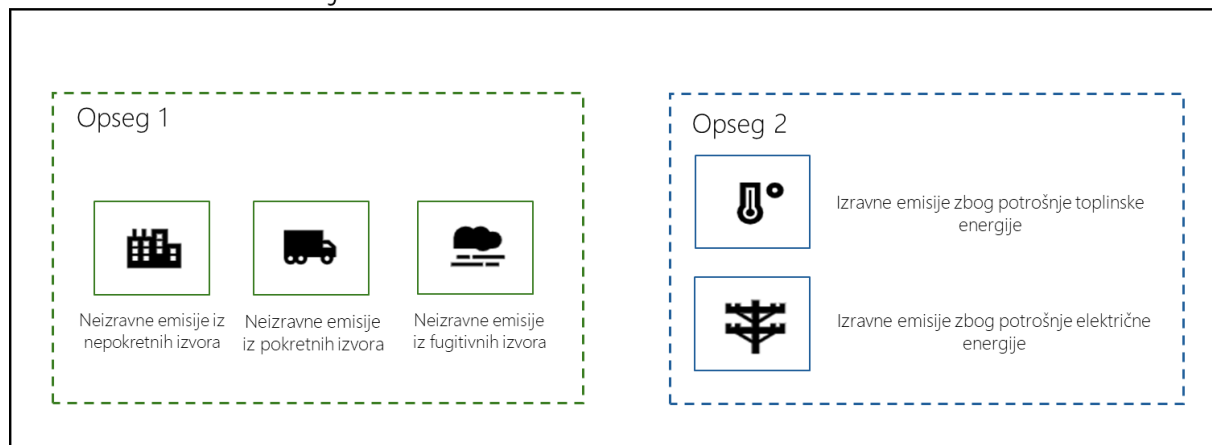 Opseg 1
Neizravne emisije iz
nepokretnih izvora
Neizravne emisije
iz pokretnih izvora
Neizravne emisije
iz fugitivnih izvora
Opseg 2
Izravne emisije zbog potrošnje toplinske
energije
Izravne emisije zbog potrošnje električne
energije